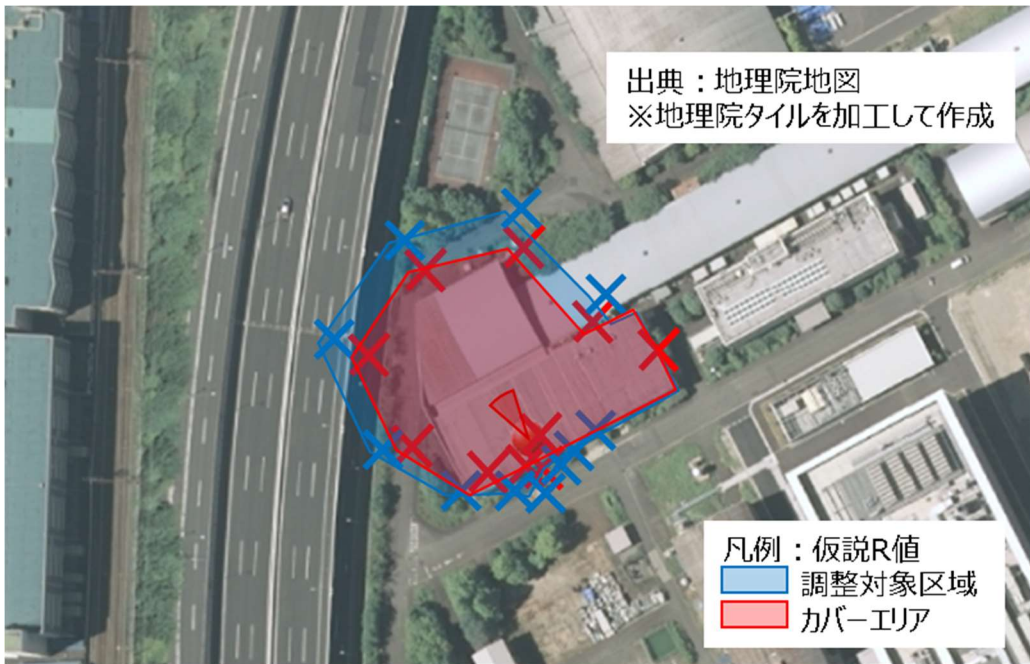 出典：地理院地図
※地理院タイルを加工して作成
凡例：仮説R値
調整対象区域
カバーエリア